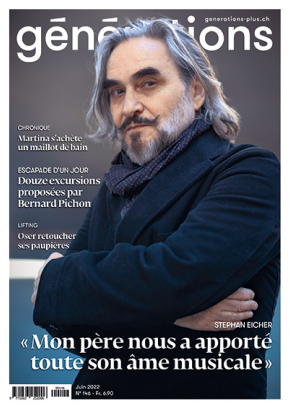 generations-plus.ch
générations
CHRONIQUE
Martina s'achète
un maillot de bain
ESCAPADE D'UN JOUR
Douze excursions
proposées par
Bernard Pichon
LIFTING
Oser retoucher
ses paupières
STEPHAN EICHER
« Mon père nous a apporté
toute son âme musicale »
Juin 2022
N° 146 - Fr. 6.90